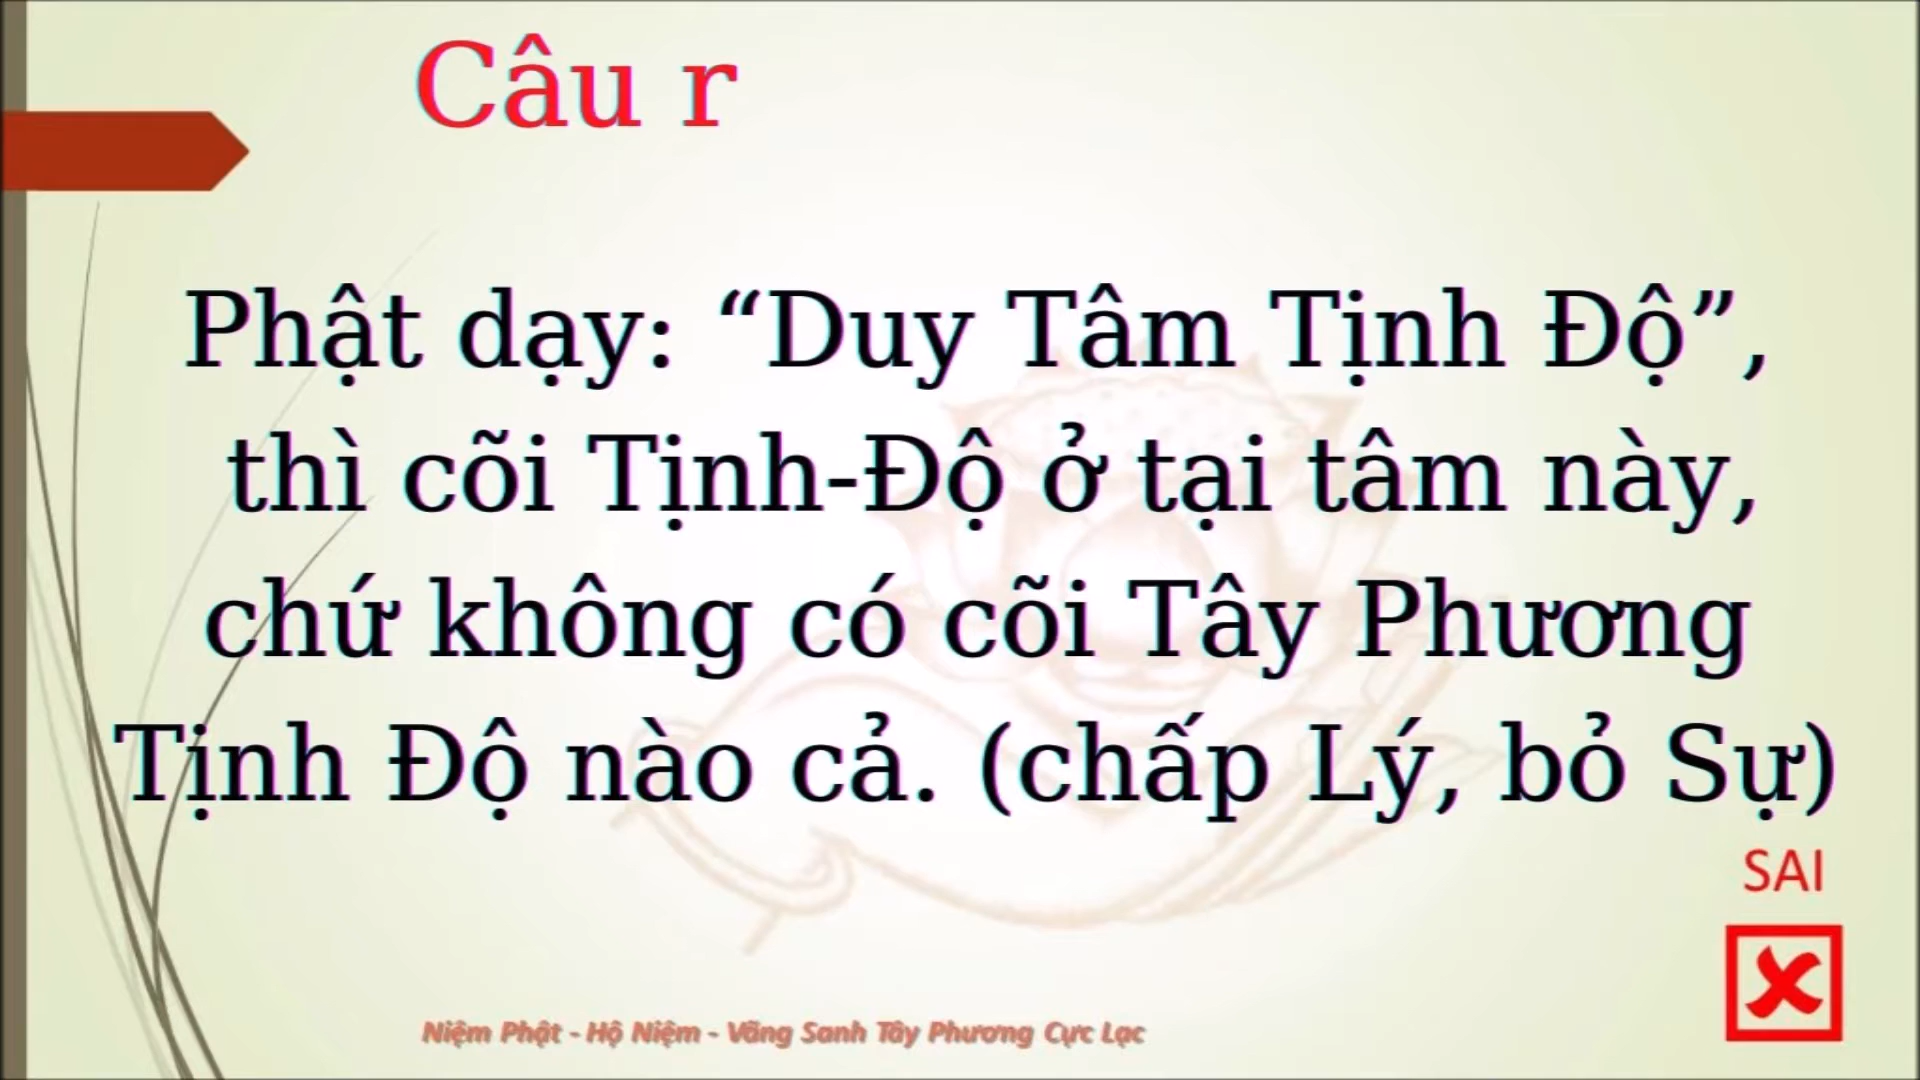 Câu r
Phật dạy: “Duy Tâm Tịnh Độ”,
thì cõi Tịnh-Độ ở tại tâm này,
chứ không có cõi Tây Phương
Tịnh Độ nào cả. (chấp Lý, bỏ Sự)
SAI
Niệm Phật - Hộ Niệm - Vãng Sanh Tây Phương Cực Lạc